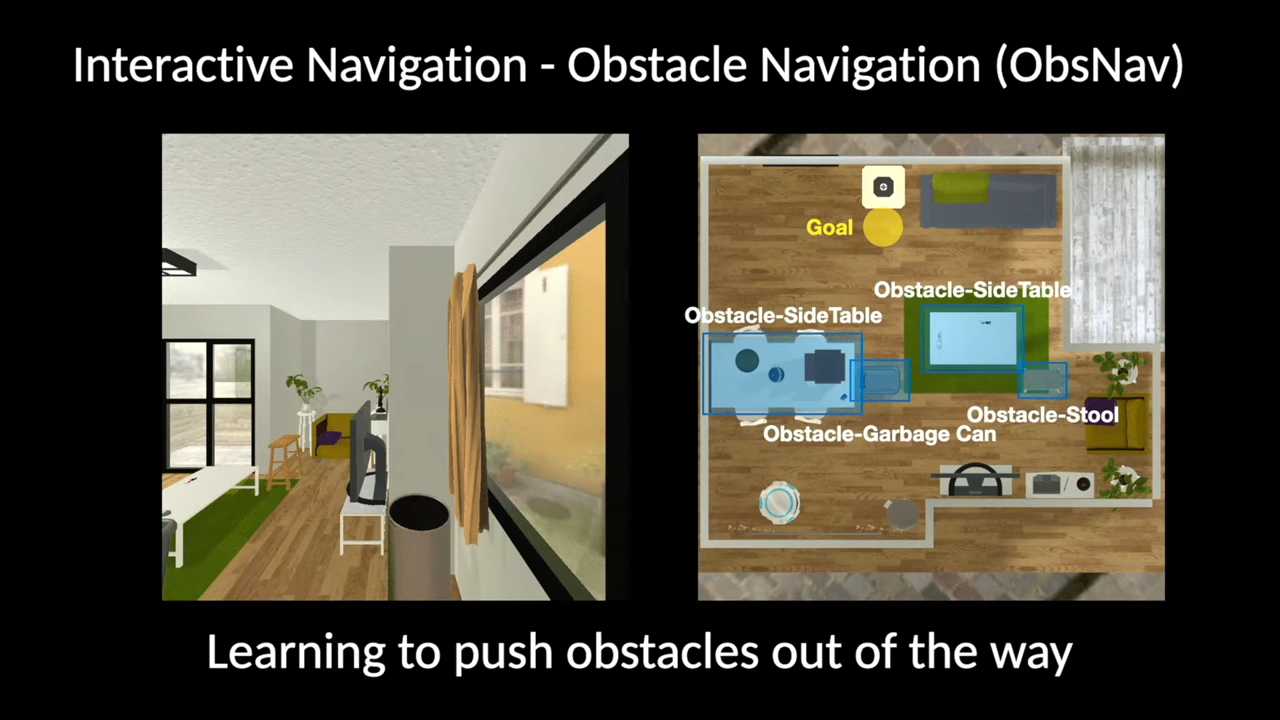 Interactive Navigation - Obstacle Navigation (ObsNav)
Goal
Obstacle-SideTable
Obstacle-SideTable
Obstacle-Stool
Obstacle-Garbage Can
Learning to push obstacles out of the way